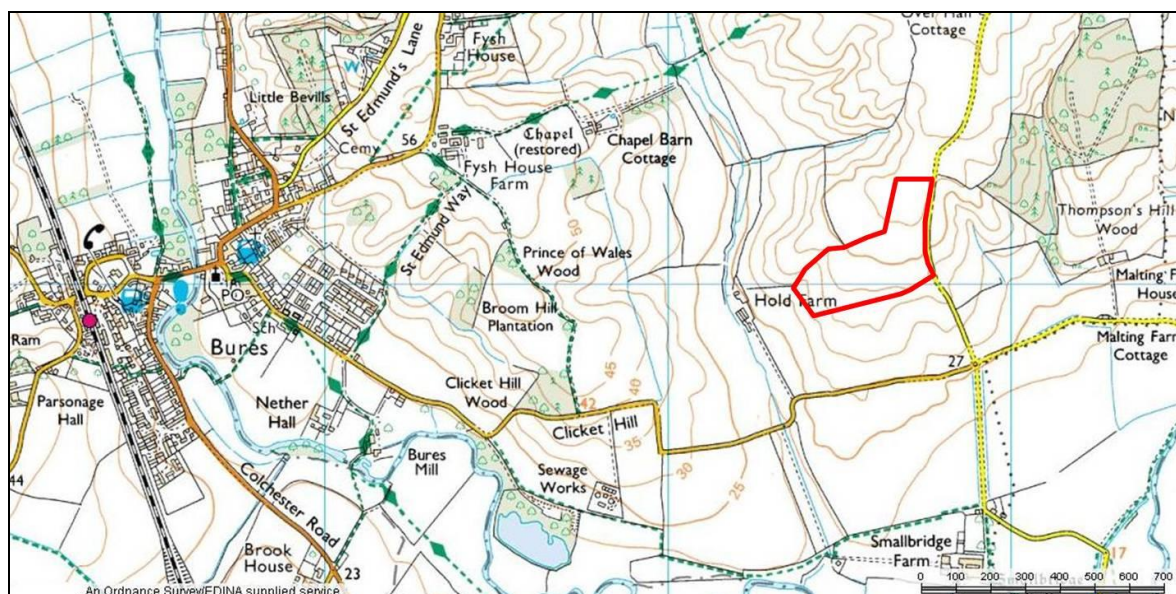 Over Hall
Cottage
Fysh
House
W
Little Bevills
St Edmund's Lane
Cemy
56
Chapel
(restored)
Chapel Barn
Cottage
Fysh House
Farm
St Edmund Way
50
Thompson's Hill
Wood
Prince of Wales
Wood
Hold Farm
Malting F
House
PO
Sch
Broom Hill
Plantation
Ram
Bures
Malting Farm
Cottage
27
45
40
Parsonage
Hall
Clicket Hill
Wood
Nether
Hall
42
Clicket Hill
35
30
25
Bures
Mill
44
Sewage
Works
Colchester Road
Smallbridge
Farm
Brook
House
23
17
Smallbridge
An Ordnance Survey/EDINA supplied service
0 100 200 300 400 500 600 700